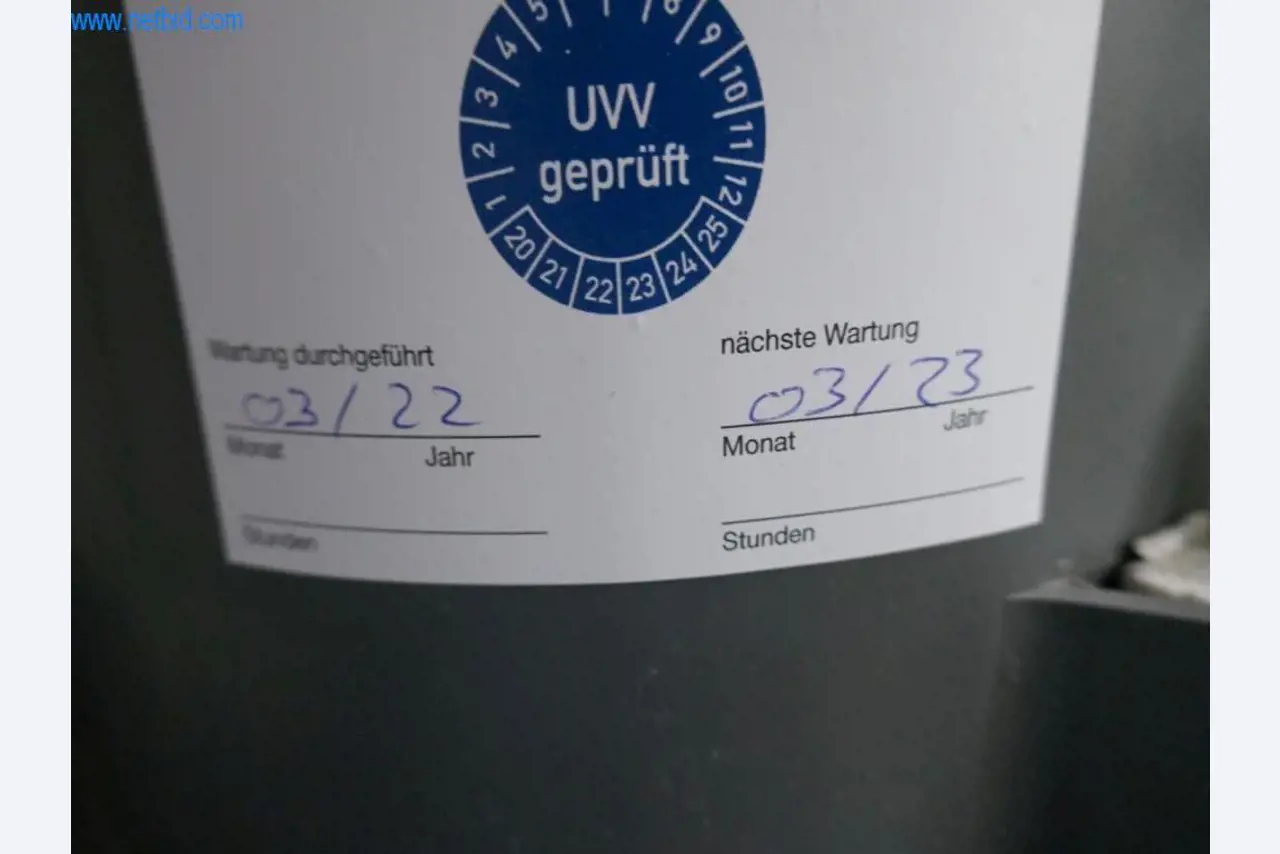 www.netbid.com
5 7 8 9 10 11 12
4
3
2
1
UVV
geprüft
20 21 22 23 24 25
Wartung durchgeführt
03/22
Monat Jahr
Stunden
nächste Wartung
03/23
Monat Jahr
Stunden